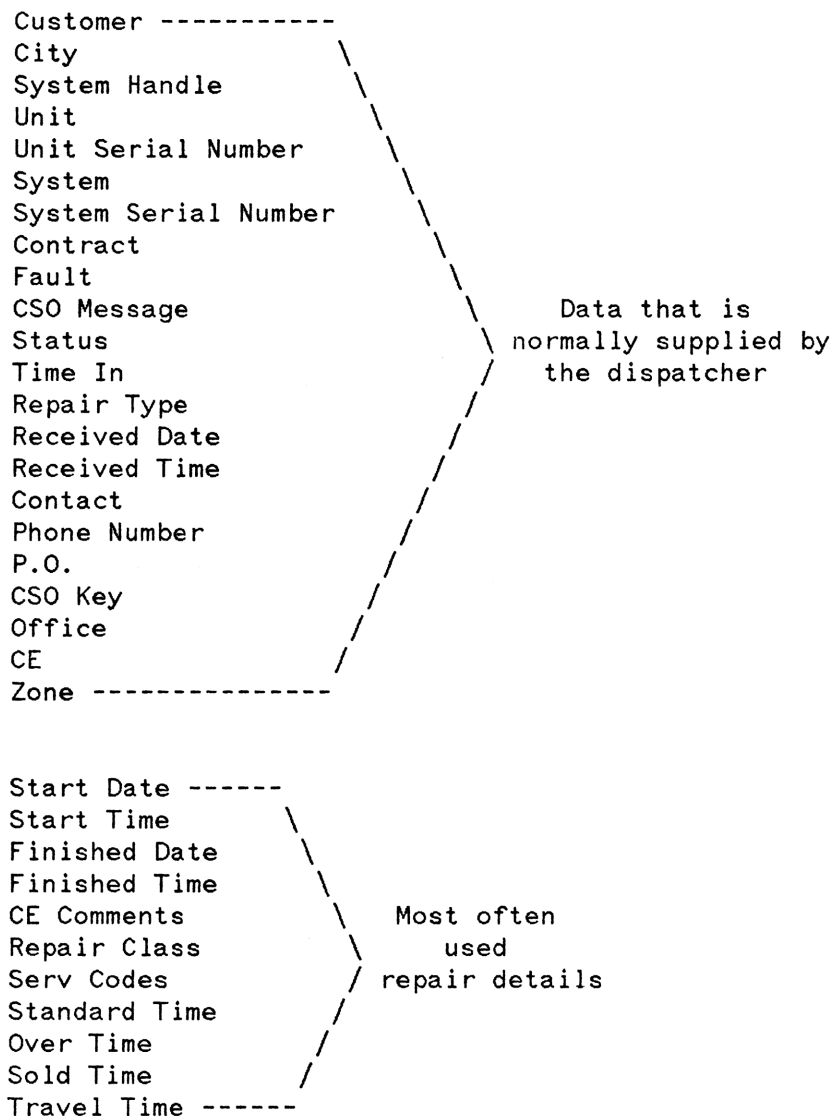 Customer -----------
City
System Handle
Unit
Unit Serial Number
System
System Serial Number
Contract
Fault
CSO Message
Status
Time In
Repair Type
Received Date
Received Time
Contact
Phone Number
P.O.
CSO Key
Office
CE
Zone ---------------
Data that is
normally supplied by
the dispatcher
Start Date ------
Start Time
Finished Date
Finished Time
CE Comments
Repair Class
Serv Codes
Standard Time
Over Time
Sold Time
Travel Time ------
Most often
used
repair details